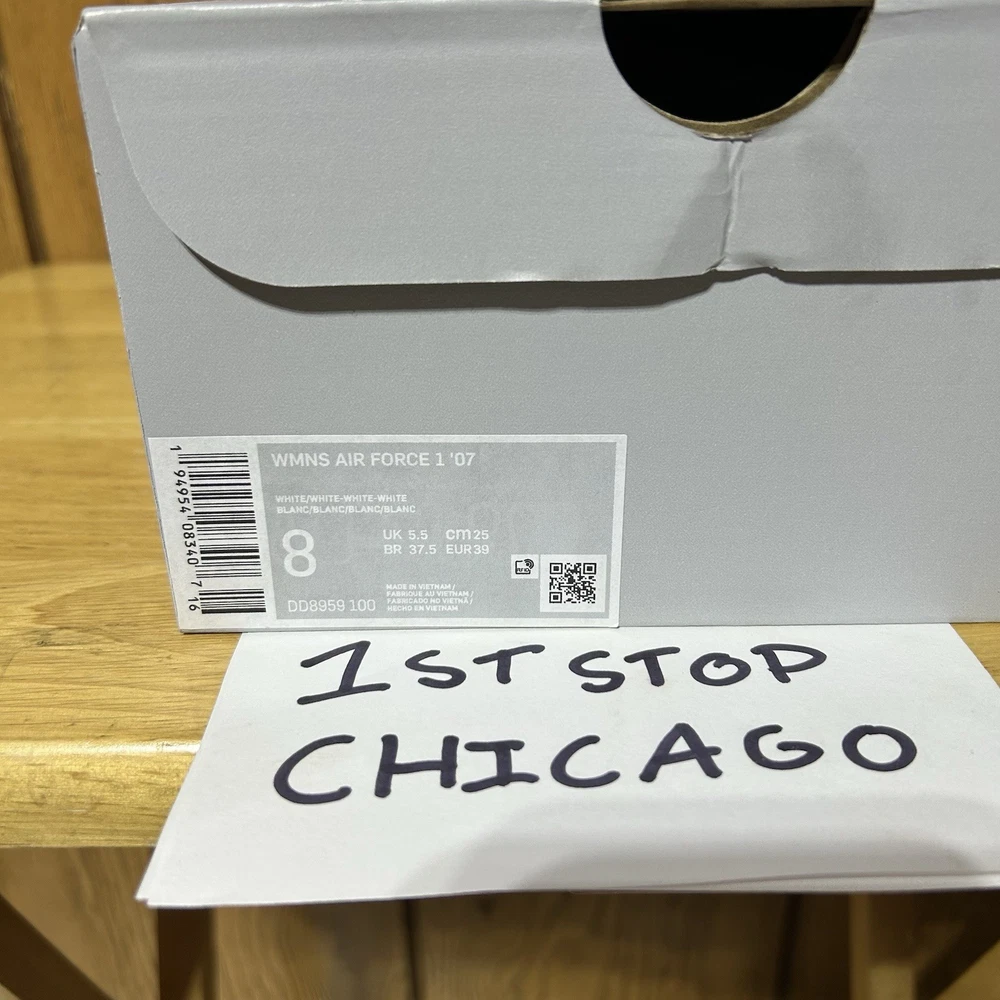 WMNS AIR FORCE 1 '07
WHITE/WHITE-WHITE-WHITE
BLANC/BLANC/BLANC/BLANC
8
UK 5.5 cm 25
BR 37.5 EUR 39
DD8959 100
MADE IN VIETNAM /
FABRIQUE AU VIETNAM /
FABRICADO NO VIETNÃ /
HECHO EN VIETNAM
1 94954 08340 7 16
1ST STOP
CHICAGO